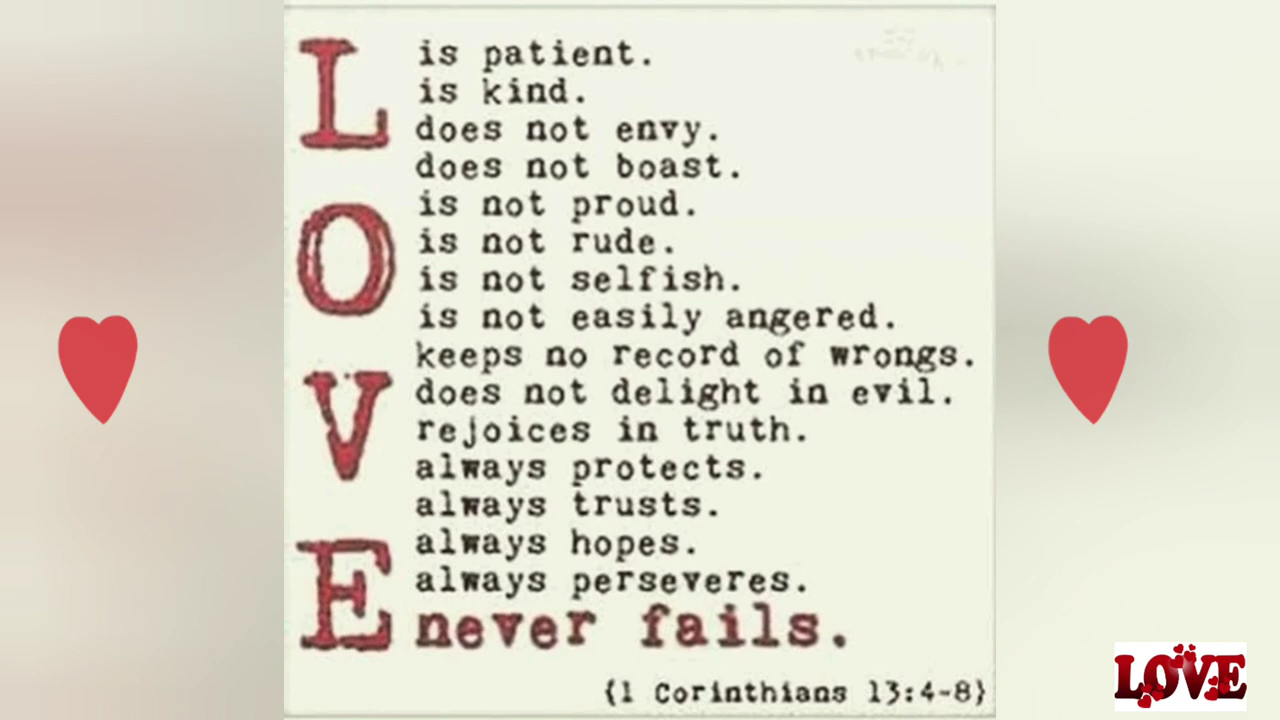 LOVE
is patient.
is kind.
does not envy.
does not boast.
is not proud.
is not rude.
is not selfish.
is not easily angered.
keeps no record of wrongs.
does not delight in evil.
rejoices in truth.
always protects.
always trusts.
always hopes.
always perseveres.
never fails.
{1 Corinthians 13:4-8}
LOVE